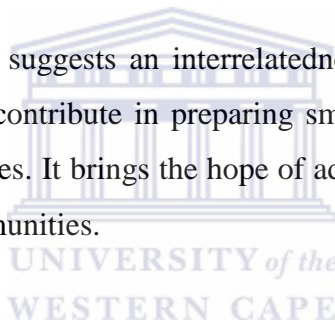 suggests an interrelatedne
contribute in preparing sm
es. It brings the hope of ac
nunities.
UNIVERSITY of the
WESTERN CAPE